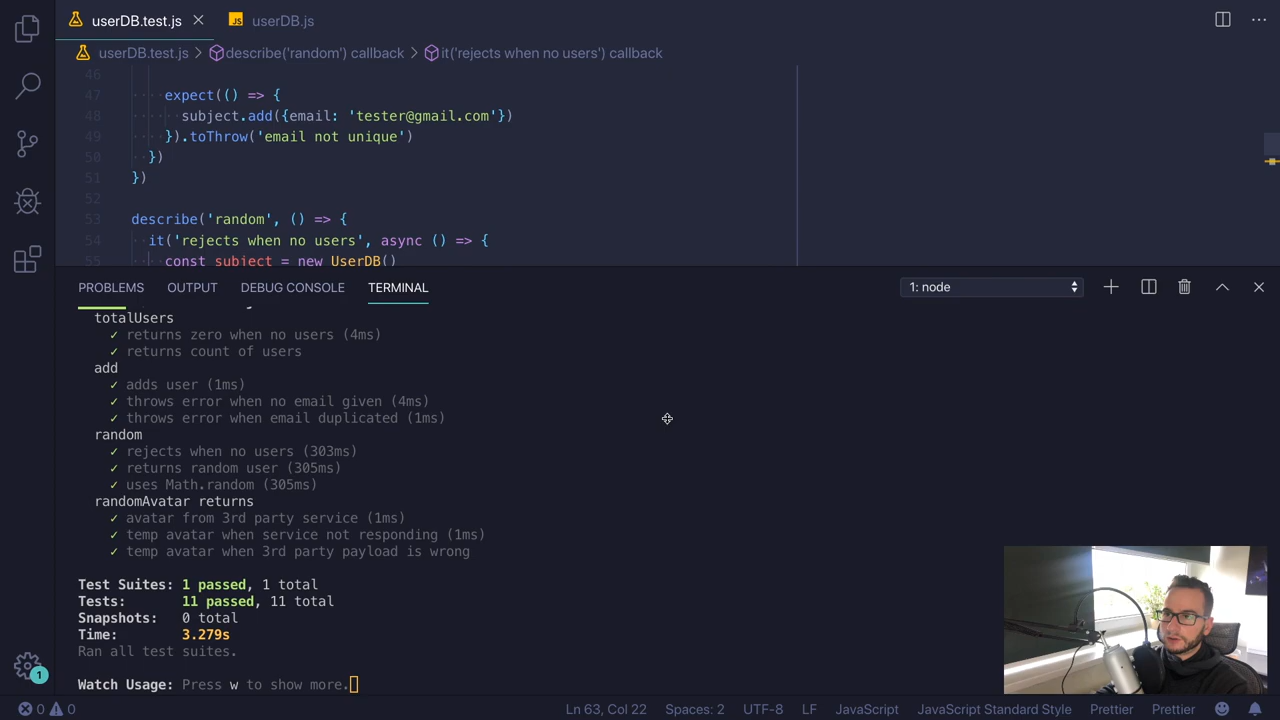 userDB.test.js
JS userDB.js
userDB.test.js > describe('random') callback > it('rejects when no users') callback
46
47 expect(() => {
48 subject.add({email: 'tester@gmail.com'})
49 }).toThrow('email not unique')
50 })
51 })
52
53 describe('random', () => {
54 it('rejects when no users', async () => {
55 const subject = new UserDB()
PROBLEMS OUTPUT DEBUG CONSOLE TERMINAL 1: node
totalUsers
✓ returns zero when no users (4ms)
✓ returns count of users
add
✓ adds user (1ms)
✓ throws error when no email given (4ms)
✓ throws error when email duplicated (1ms)
random
✓ rejects when no users (303ms)
✓ returns random user (305ms)
✓ uses Math.random (305ms)
randomAvatar returns
✓ avatar from 3rd party service (1ms)
✓ temp avatar when service not responding (1ms)
✓ temp avatar when 3rd party payload is wrong
Test Suites: 1 passed, 1 total
Tests: 11 passed, 11 total
Snapshots: 0 total
Time: 3.279s
Ran all test suites.
Watch Usage: Press w to show more.
1
0 0 Ln 63, Col 22 Spaces: 2 UTF-8 LF JavaScript JavaScript Standard Style Prettier Prettier